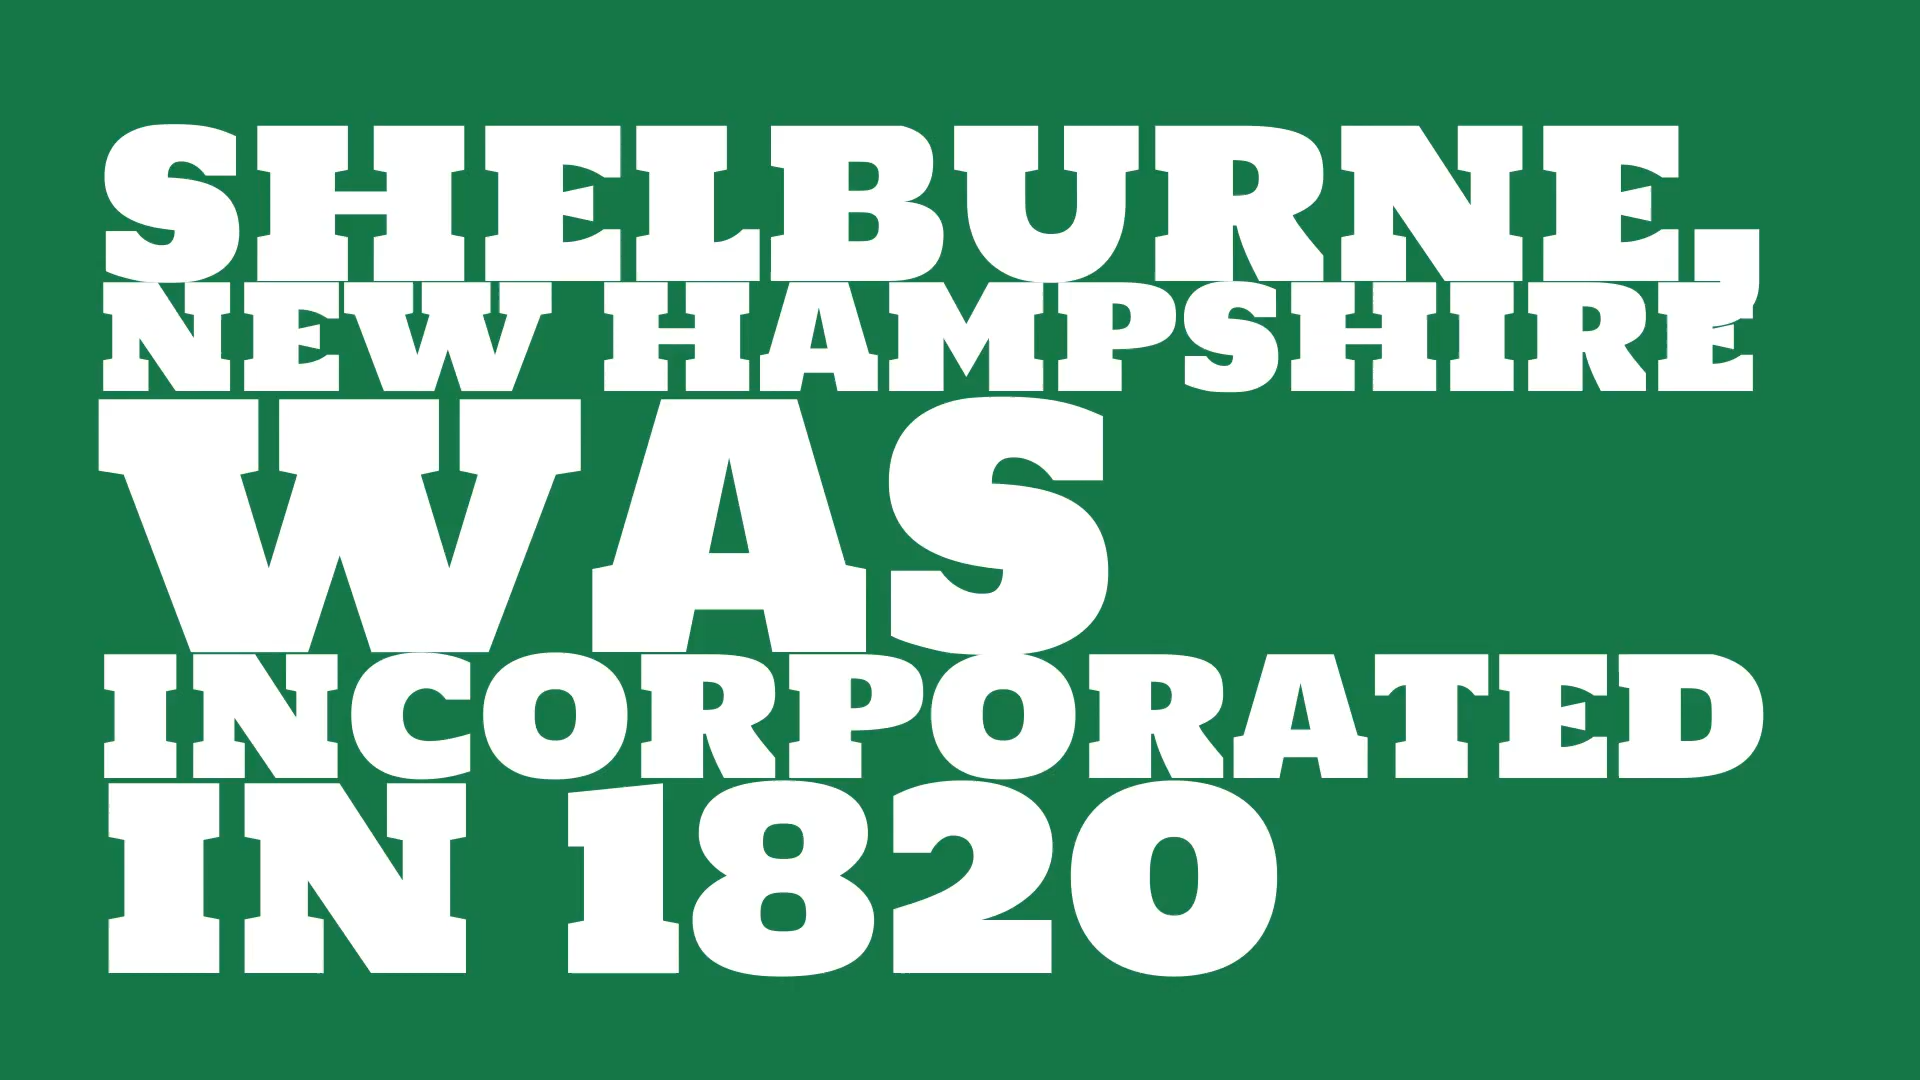 SHELBURNE,
NEW HAMPSHIRE
WAS
INCORPORATED
IN 1820